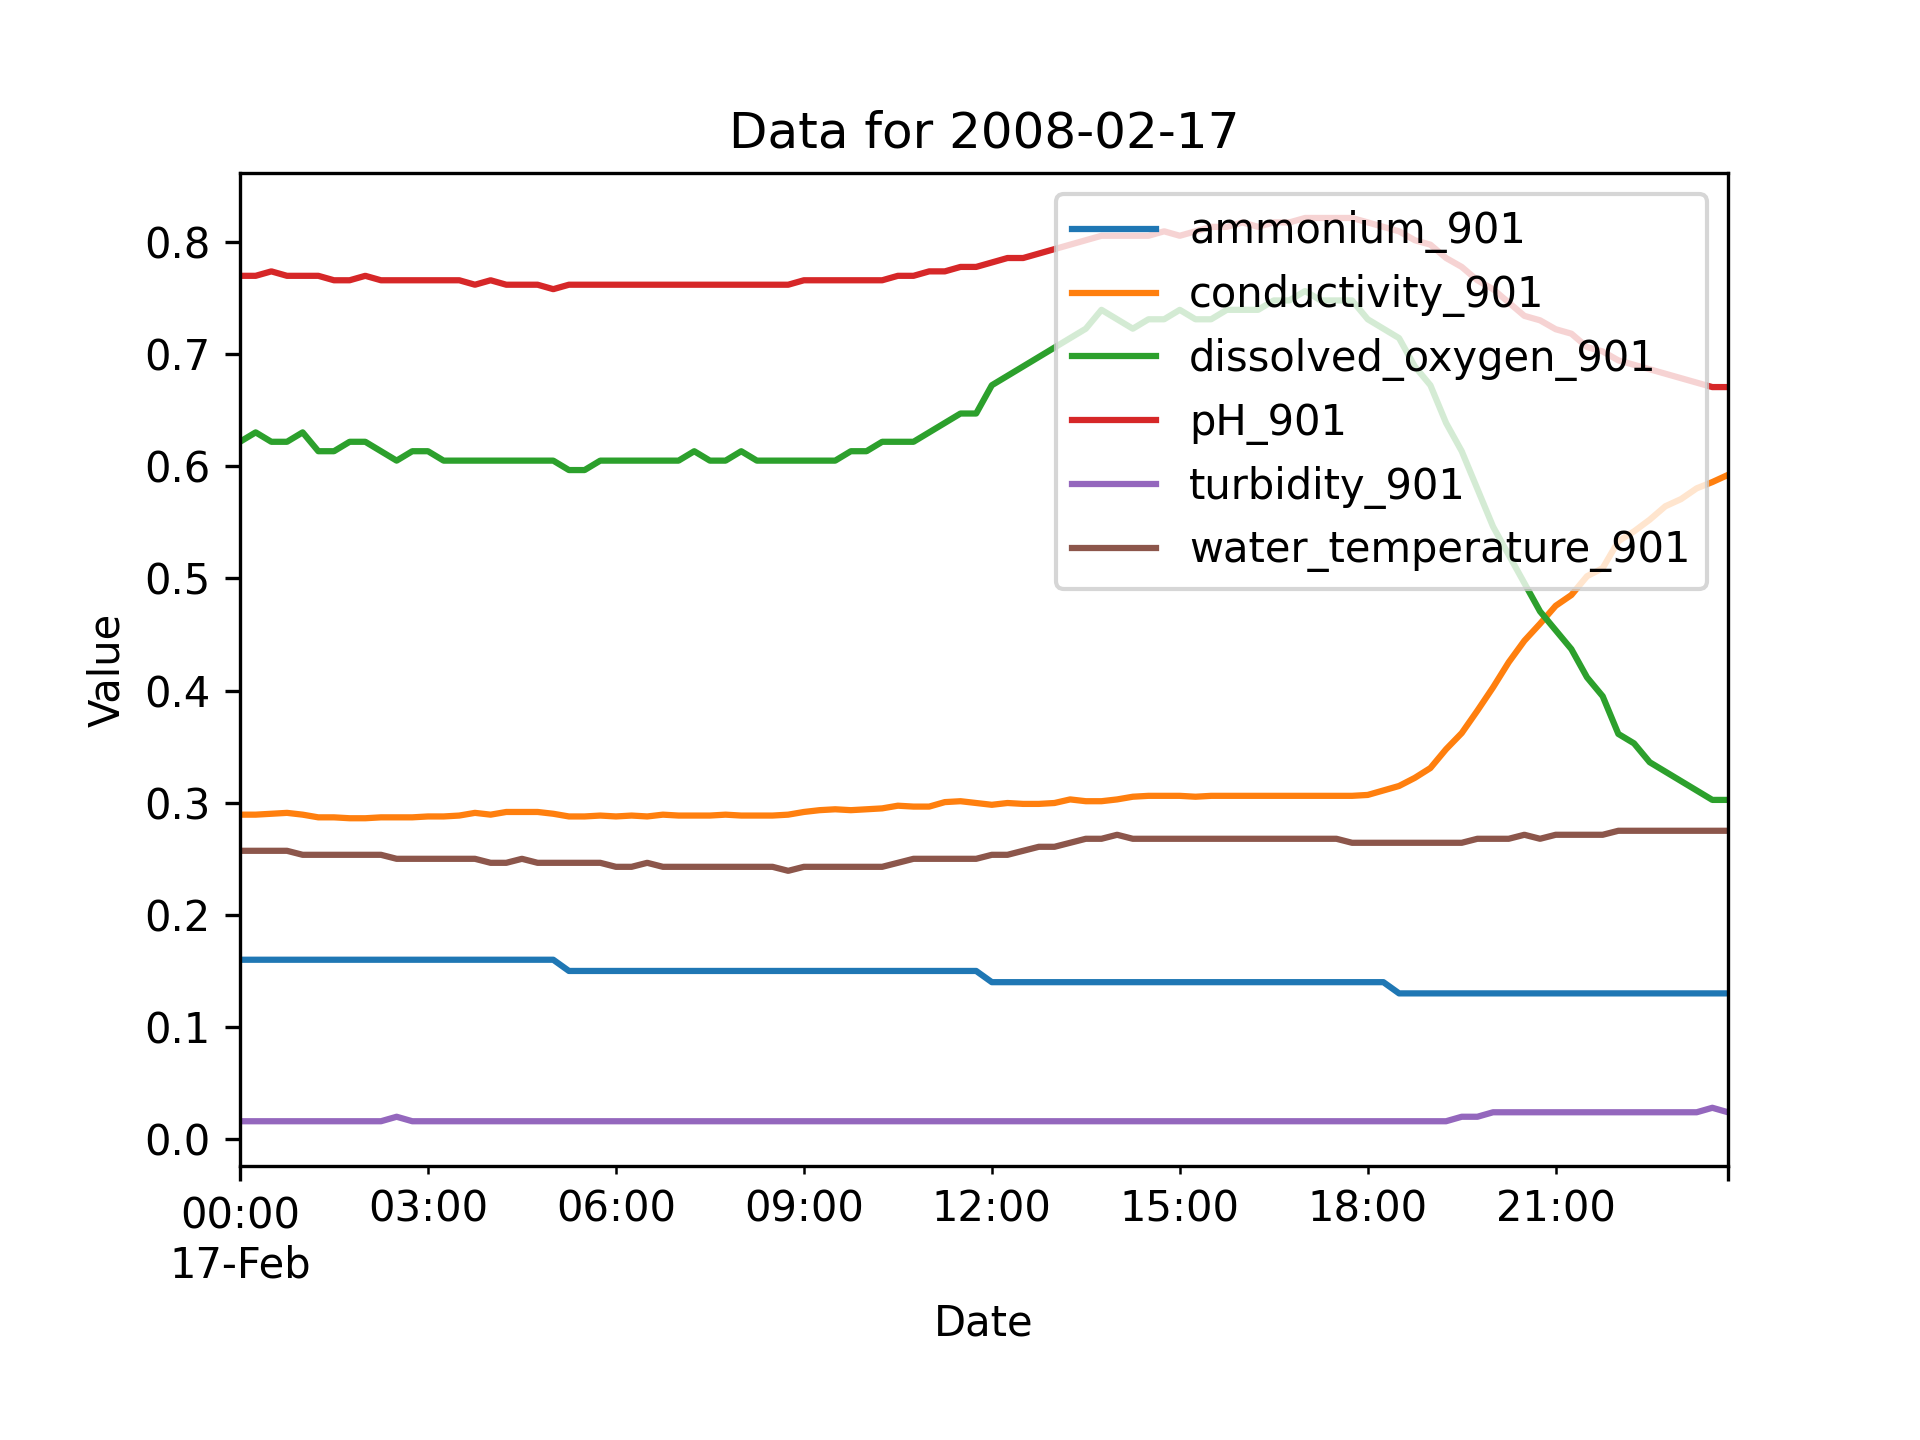 Data for 2008-02-17
ammonium_901
conductivity_901
dissolved_oxygen_901
pH_901
turbidity_901
water_temperature_901
Value
0.8
0.7
0.6
0.5
0.4
0.3
0.2
0.1
0.0
00:00 03:00 06:00 09:00 12:00 15:00 18:00 21:00
17-Feb
Date